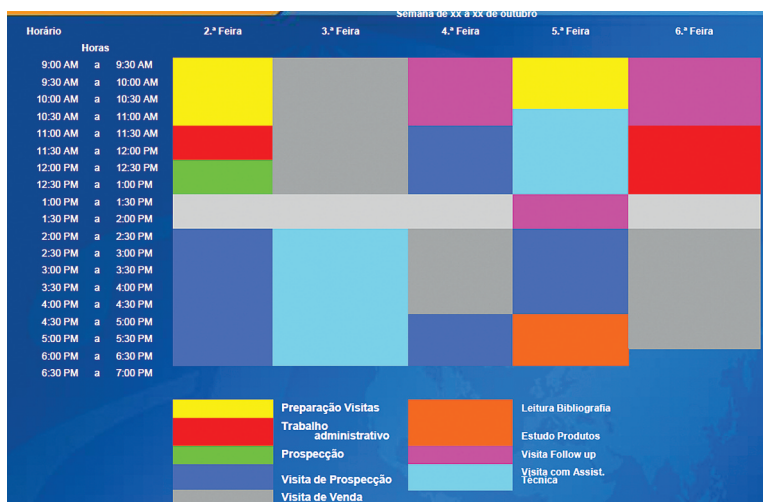 Semana de xx a xx de outubro
Horário 2.ª Feira 3.ª Feira 4.ª Feira 5.ª Feira 6.ª Feira
Horas
9:00 AM a 9:30 AM
9:30 AM a 10:00 AM
10:00 AM a 10:30 AM
10:30 AM a 11:00 AM
11:00 AM a 11:30 AM
11:30 AM a 12:00 PM
12:00 PM a 12:30 PM
12:30 PM a 1:00 PM
1:00 PM a 1:30 PM
1:30 PM a 2:00 PM
2:00 PM a 2:30 PM
2:30 PM a 3:00 PM
3:00 PM a 3:30 PM
3:30 PM a 4:00 PM
4:00 PM a 4:30 PM
4:30 PM a 5:00 PM
5:00 PM a 5:30 PM
6:00 PM a 6:30 PM
6:30 PM a 7:00 PM
Preparação Visitas
Trabalho
administrativo
Prospecção
Visita de Prospecção
Visita de Venda
Leitura Bibliografia
Estudo Produtos
Visita Follow up
Visita com Assist.
Técnica